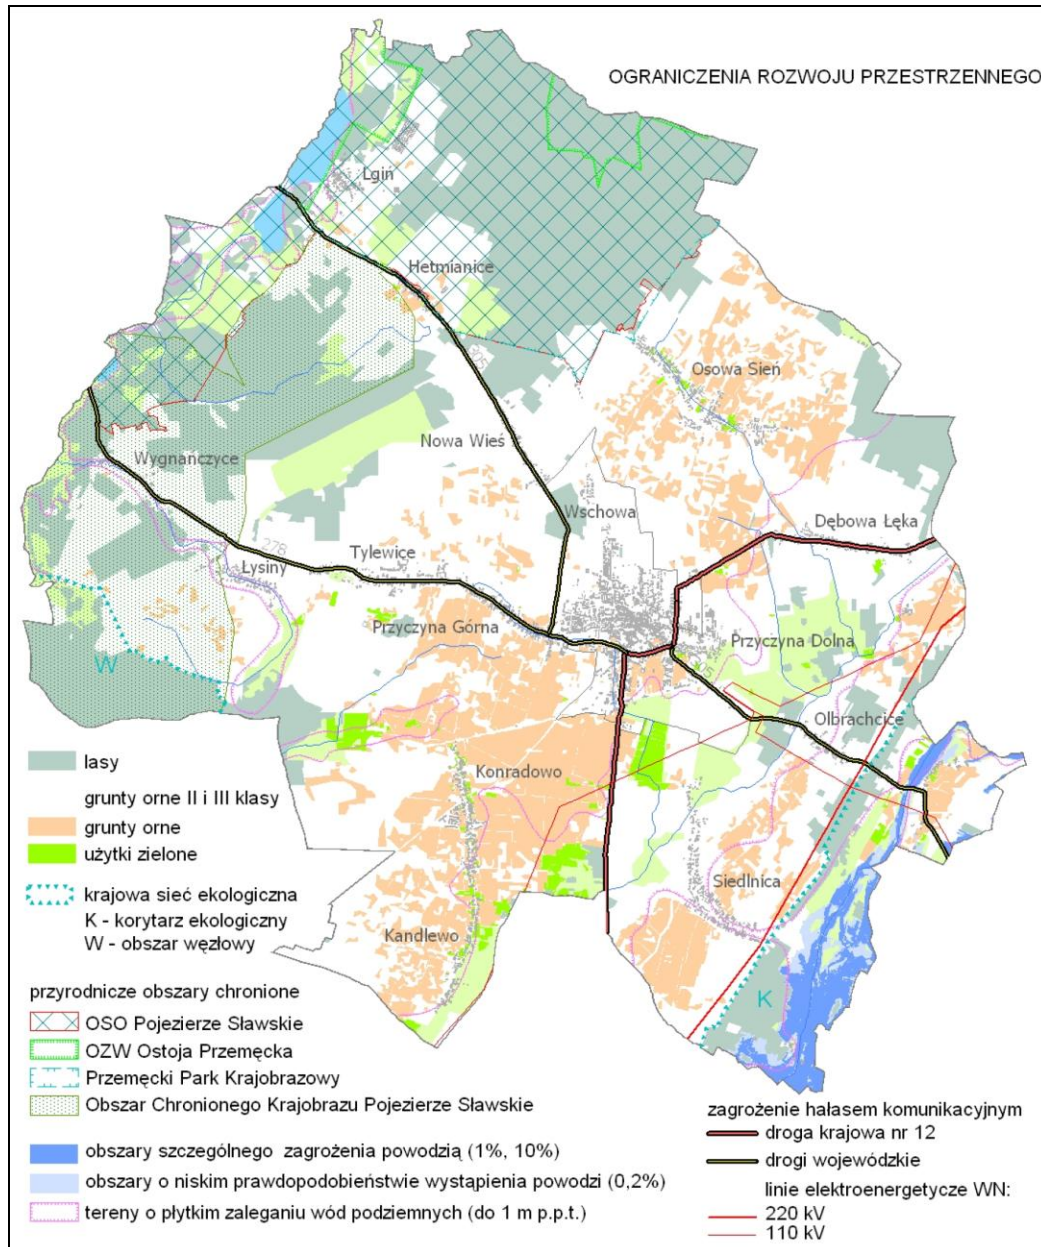 OGRANICZENIA ROZWOJU PRZESTRZENNEGO
Lgiń
Hetmianice
305
Osowa Sień
Nowa Wieś
Wygnańczyce
Wschowa
Dębowa Łęka
278
Tylewice
Łysiny
Przyczyna Górna
Przyczyna Dolna
W
Olbrachcice
Konradowo
Siedlnica
Kandlewo
K
lasy
grunty orne II i III klasy
grunty orne
użytki zielone
krajowa sieć ekologiczna
K - korytarz ekologiczny
W - obszar węzłowy
przyrodnicze obszary chronione
OSO Pojezierze Sławskie
OZW Ostoja Przemęcka
Przemęcki Park Krajobrazowy
Obszar Chronionego Krajobrazu Pojezierze Sławskie
obszary szczególnego zagrożenia powodzią (1%, 10%)
obszary o niskim prawdopodobieństwie wystąpienia powodzi (0,2%)
tereny o płytkim zaleganiu wód podziemnych (do 1 m p.p.t.)
zagrożenie hałasem komunikacyjnym
droga krajowa nr 12
drogi wojewódzkie
linie elektroenergetycze WN:
220 kV
110 kV